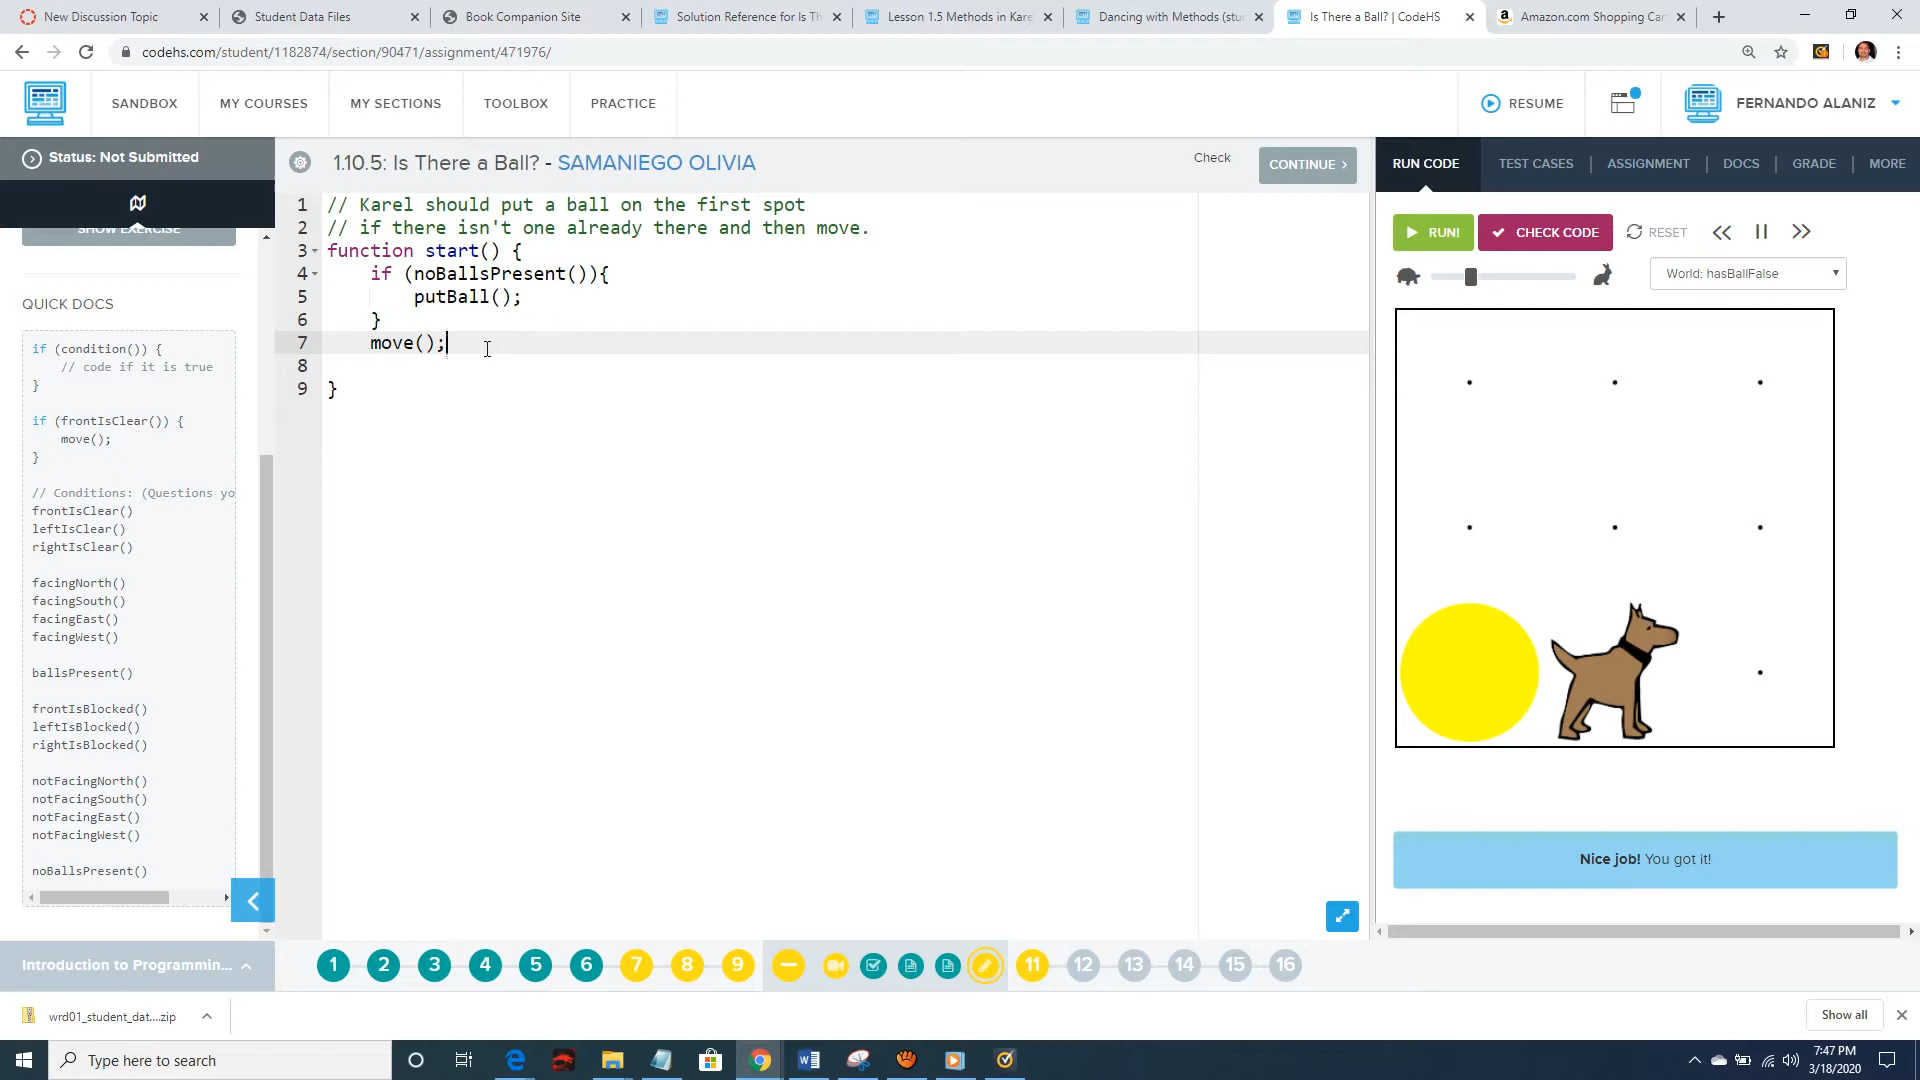 New Discussion Topic
Student Data Files
Book Companion Site
Solution Reference for Is Th
Lesson 1.5 Methods in Kare
Dancing with Methods (stu
Is There a Ball? | CodeHS
Amazon.com Shopping Car
codehs.com/student/1182874/section/90471/assignment/471976/
SANDBOX
MY COURSES
MY SECTIONS
TOOLBOX
PRACTICE
RESUME
FERNANDO ALANIZ
Status: Not Submitted
1.10.5: Is There a Ball? - SAMANIEGO OLIVIA
Check
CONTINUE
RUN CODE
TEST CASES
ASSIGNMENT
DOCS
GRADE
MORE
SHOW EXERCISE
QUICK DOCS
if (condition()) {
// code if it is true
}
if (frontIsClear()) {
move();
}
// Conditions: (Questions yo
frontIsClear()
leftIsClear()
rightIsClear()
facingNorth()
facingSouth()
facingEast()
facingWest()
ballsPresent()
frontIsBlocked()
leftIsBlocked()
rightIsBlocked()
notFacingNorth()
notFacingSouth()
notFacingEast()
notFacingWest()
noBallsPresent()
1 // Karel should put a ball on the first spot
2 // if there isn't one already there and then move.
3 function start() {
4 if (noBallsPresent()){
5 putBall();
6 }
7 move();
8
9 }
RUN!
CHECK CODE
RESET
World: hasBallFalse
Nice job! You got it!
Introduction to Programmin...
1 2 3 4 5 6 7 8 9 11 12 13 14 15 16
wrd01_student_dat....zip
Show all
Type here to search
7:47 PM
3/18/2020